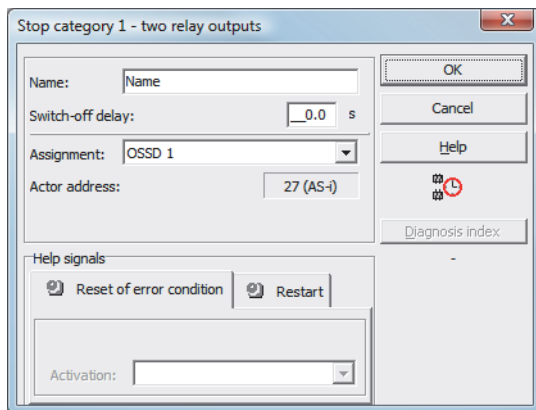 Stop category 1 - two relay outputs
Name: Name
Switch-off delay: __0.0 s
Assignment: OSSD 1
Actor address: 27 (AS-i)
OK
Cancel
Help
Diagnosis index
-
Help signals
Reset of error condition Restart
Activation: